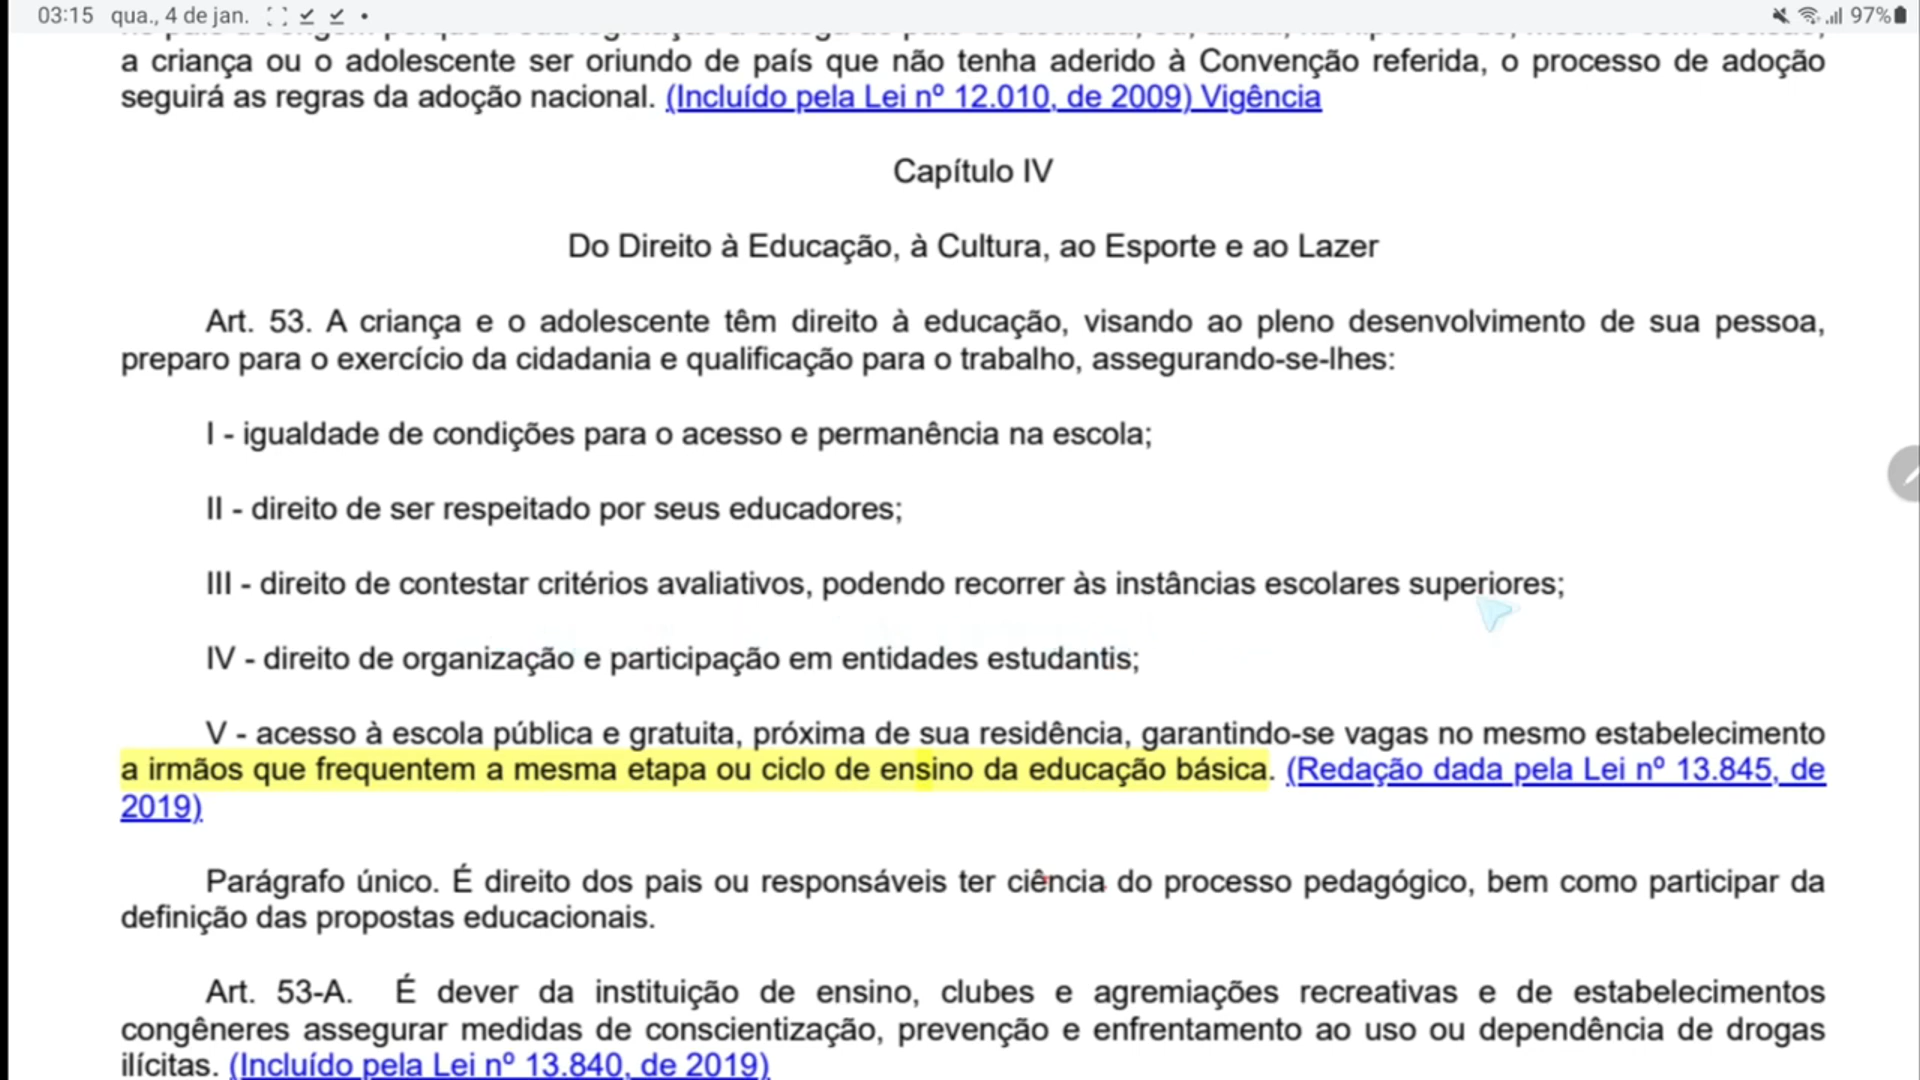 03:15 qua., 4 de jan.
97%
a criança ou o adolescente ser oriundo de país que não tenha aderido à Convenção referida, o processo de adoção
seguirá as regras da adoção nacional. (Incluído pela Lei nº 12.010, de 2009) Vigência
Capítulo IV
Do Direito à Educação, à Cultura, ao Esporte e ao Lazer
Art. 53. A criança e o adolescente têm direito à educação, visando ao pleno desenvolvimento de sua pessoa,
preparo para o exercício da cidadania e qualificação para o trabalho, assegurando-se-lhes:
I - igualdade de condições para o acesso e permanência na escola;
II - direito de ser respeitado por seus educadores;
III - direito de contestar critérios avaliativos, podendo recorrer às instâncias escolares superiores;
IV - direito de organização e participação em entidades estudantis;
V - acesso à escola pública e gratuita, próxima de sua residência, garantindo-se vagas no mesmo estabelecimento
a irmãos que frequentem a mesma etapa ou ciclo de ensino da educação básica. (Redação dada pela Lei nº 13.845, de
2019)
Parágrafo único. É direito dos pais ou responsáveis ter ciência do processo pedagógico, bem como participar da
definição das propostas educacionais.
Art. 53-A. É dever da instituição de ensino, clubes e agremiações recreativas e de estabelecimentos
congêneres assegurar medidas de conscientização, prevenção e enfrentamento ao uso ou dependência de drogas
ilícitas. (Incluído pela Lei nº 13.840, de 2019)